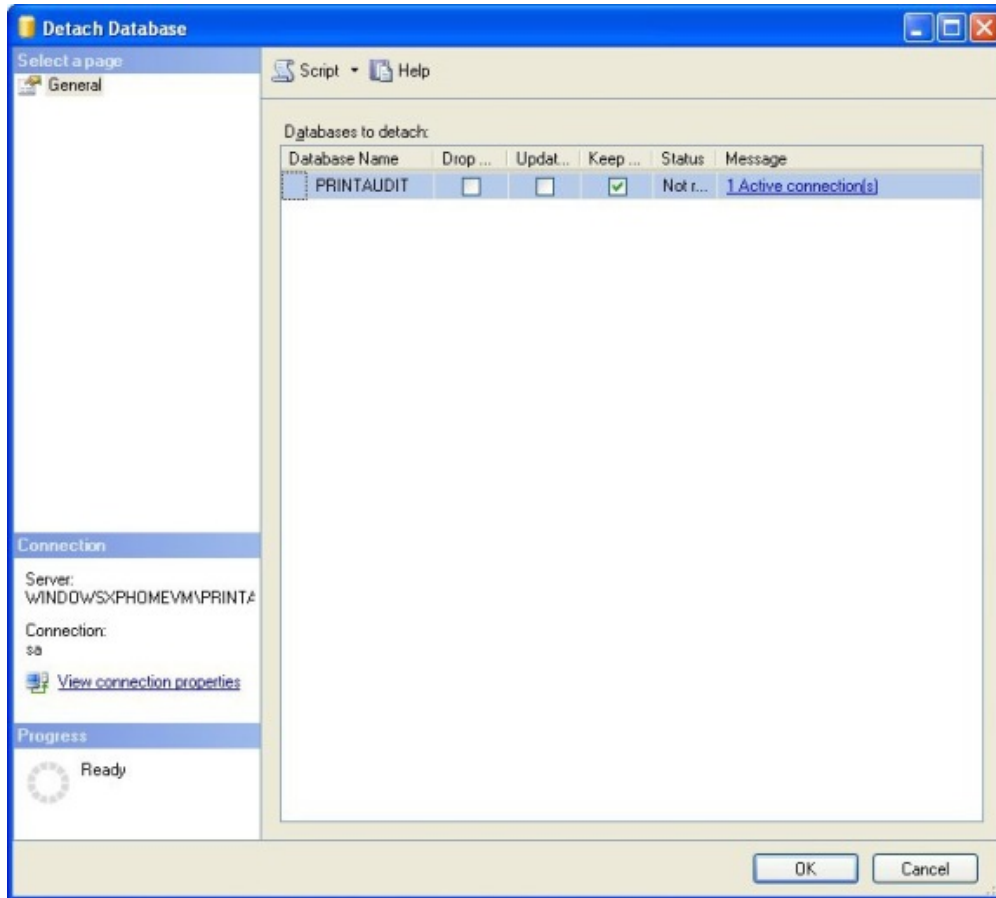 Detach Database
Select a page
General
Script Help
Databases to detach:
Database Name Drop ... Updat... Keep ... Status Message
PRINTAUDIT Not r... 1 Active connection(s)
Connection
Server:
WINDOWSXPHOMEVM\PRINTA
Connection:
sa
View connection properties
Progress
Ready
OK Cancel